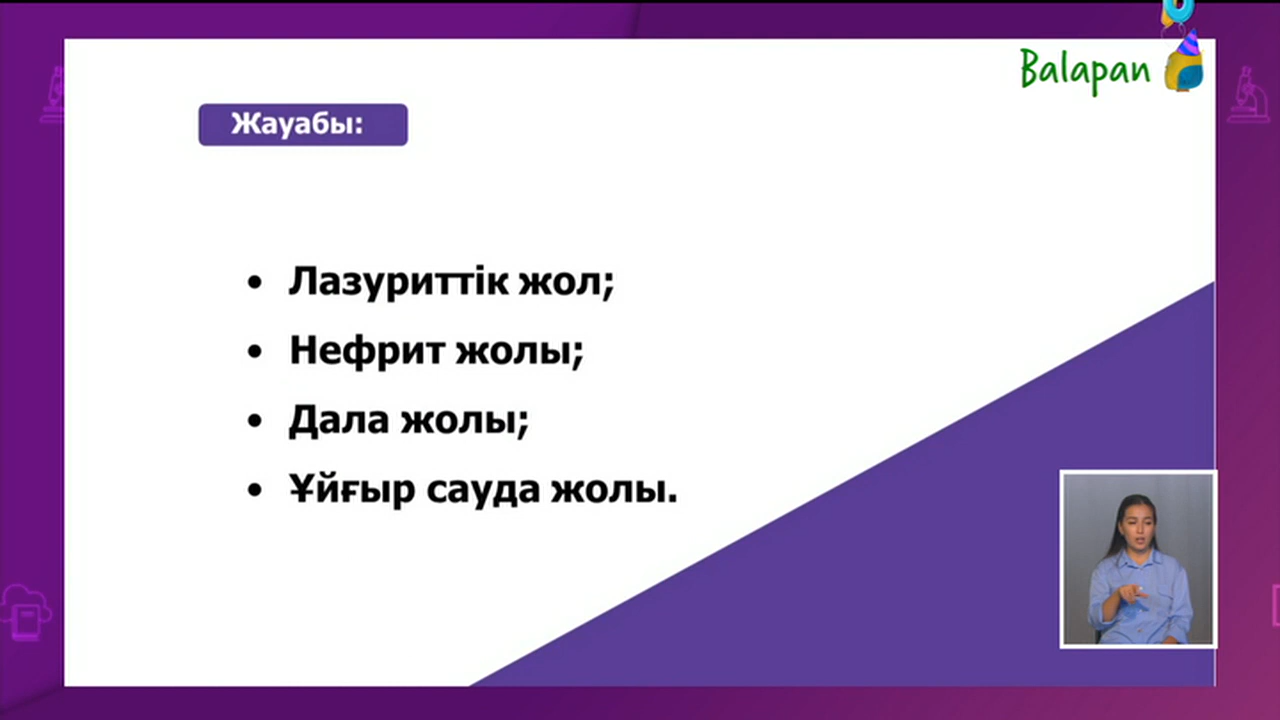 Balapan
Жауабы:
• Лазуриттік жол;
• Нефрит жолы;
• Дала жолы;
• Ұйғыр сауда жолы.